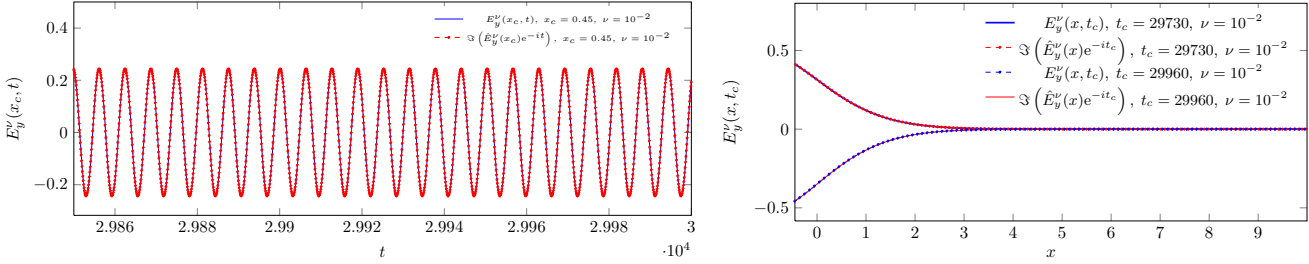 0.4
0.2
0
−0.2
E_y^ν(x_c, t)
E_y^ν(x_c, t), x_c = 0.45, ν = 10^{-2}
ℑ(Ê_y^ν(x_c)e^{-it}), x_c = 0.45, ν = 10^{-2}
2.986 2.988 2.99 2.992 2.994 2.996 2.998 3
t
·10^4
0.5
0
−0.5
E_y^ν(x, t_c)
E_y^ν(x, t_c), t_c = 29730, ν = 10^{-2}
ℑ(Ê_y^ν(x)e^{-it_c}), t_c = 29730, ν = 10^{-2}
E_y^ν(x, t_c), t_c = 29960, ν = 10^{-2}
ℑ(Ê_y^ν(x)e^{-it_c}), t_c = 29960, ν = 10^{-2}
0 1 2 3 4 5 6 7 8 9
x